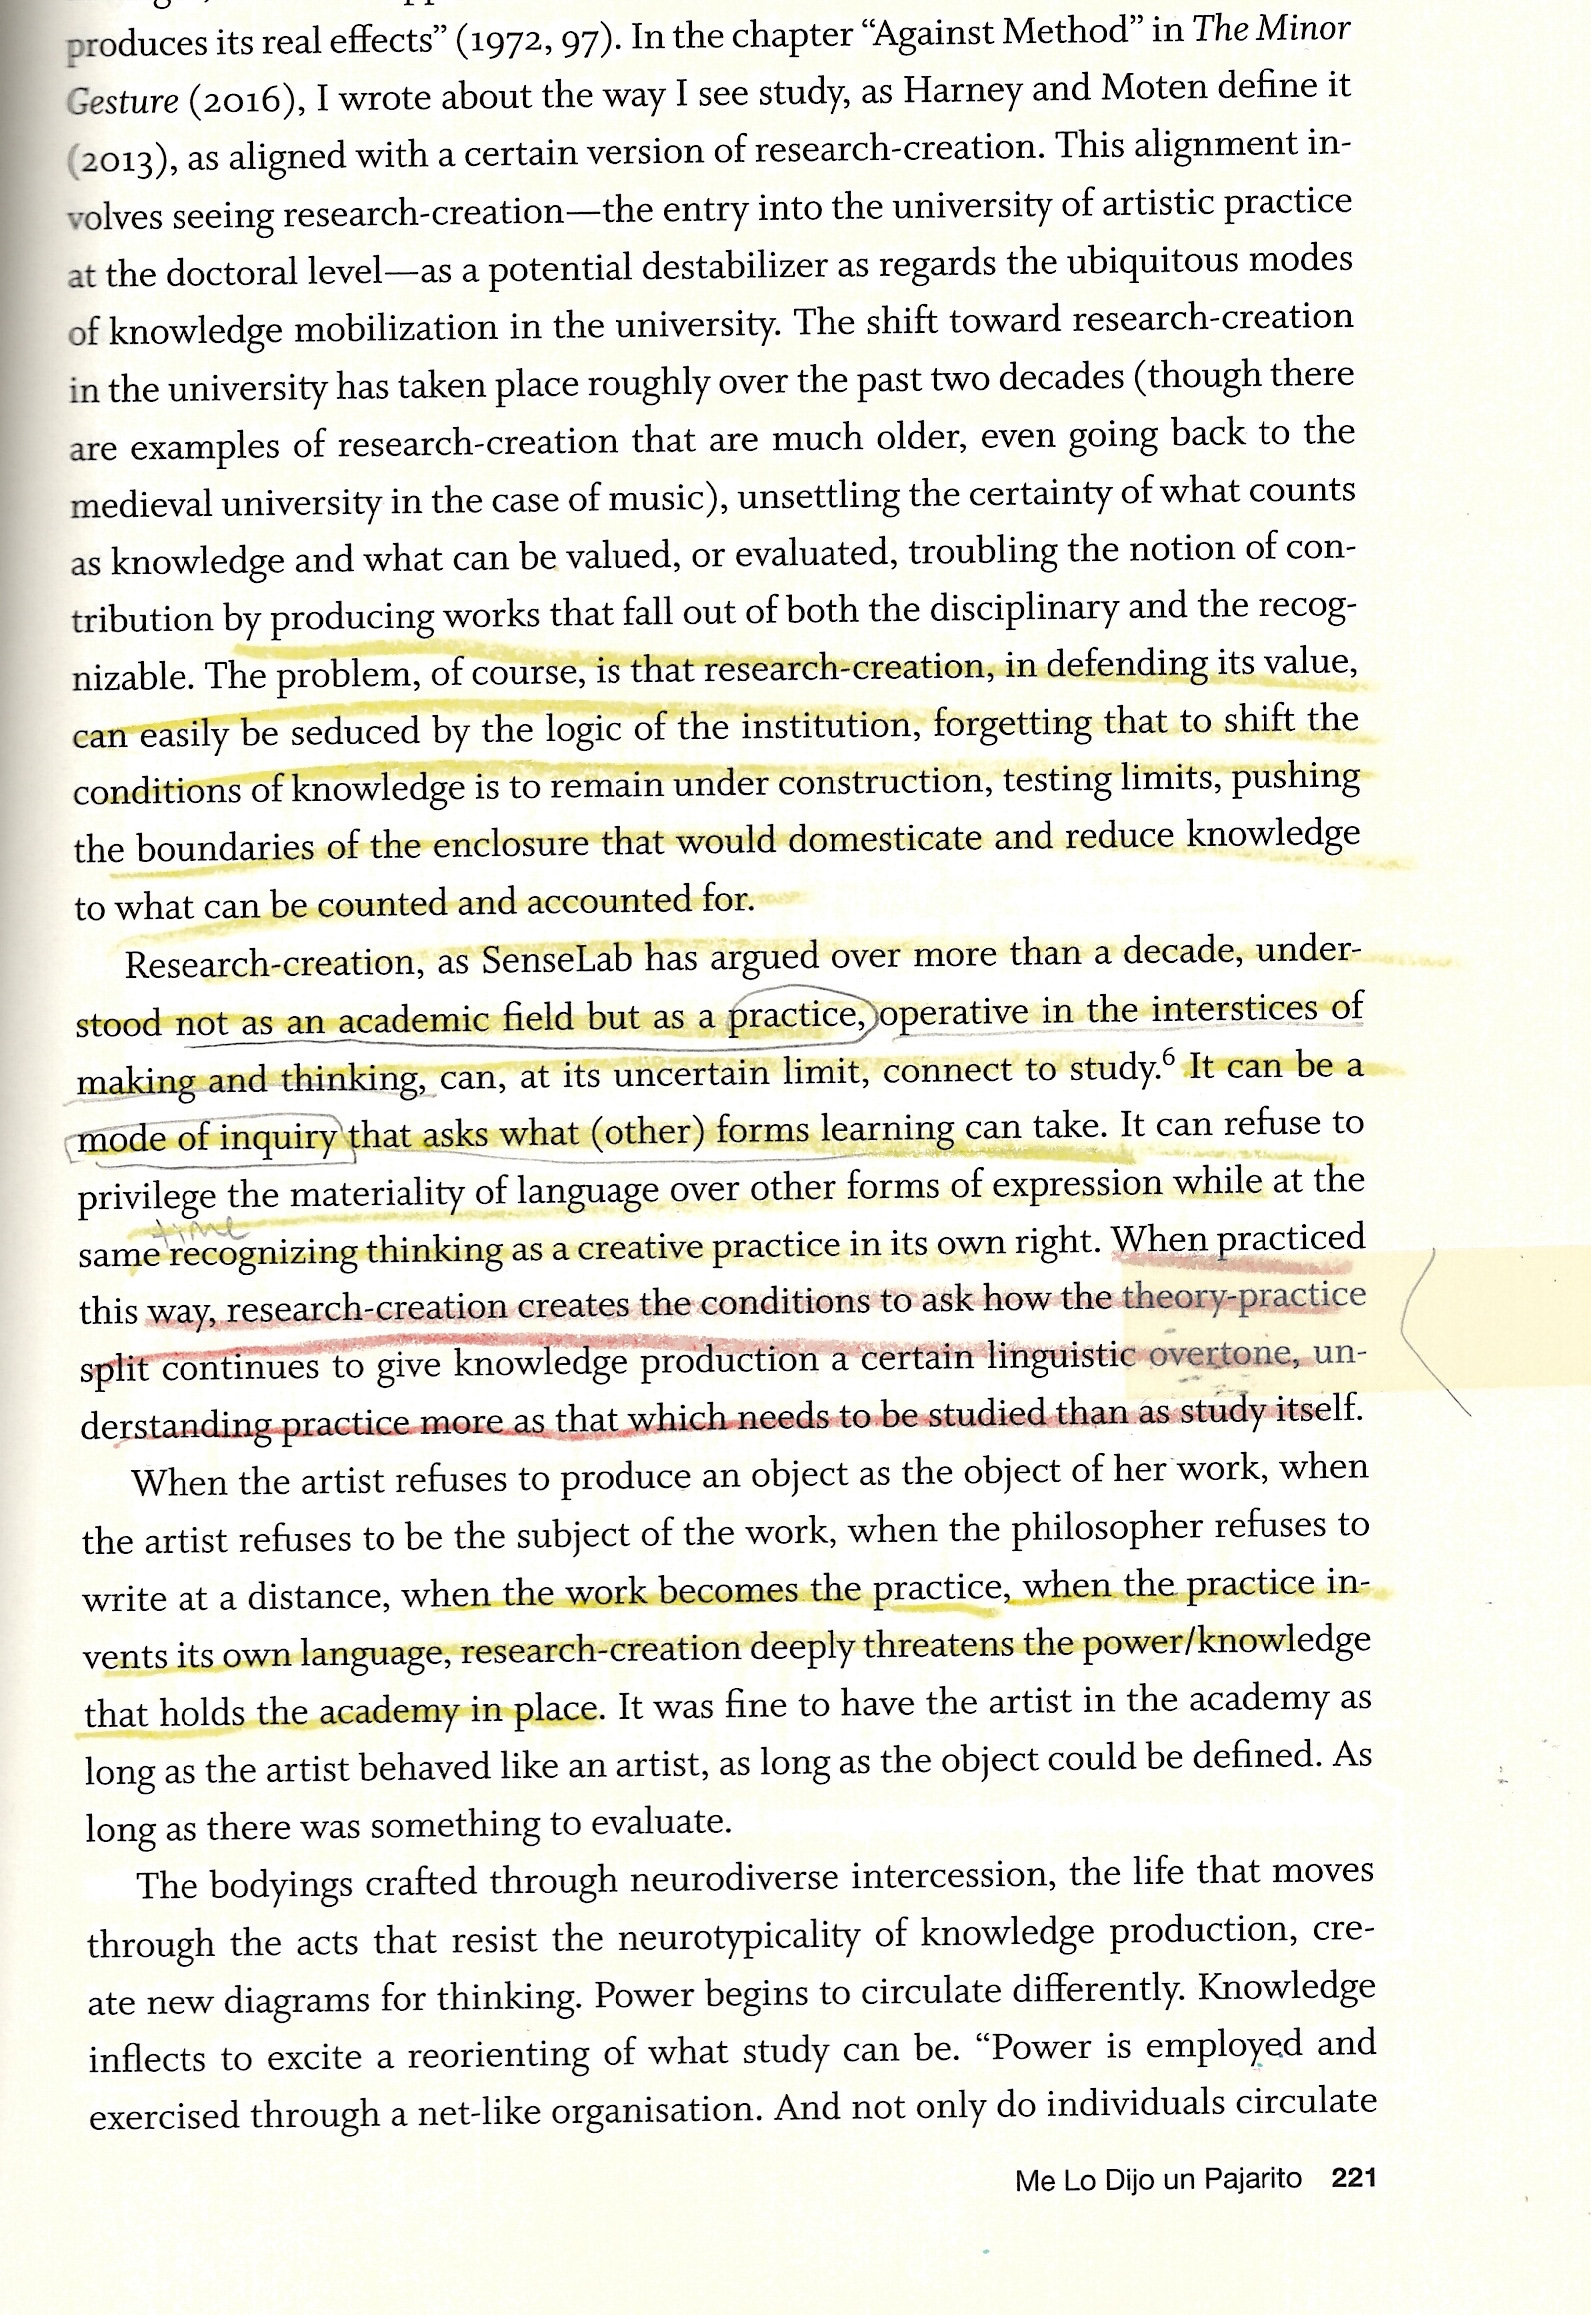 produces its real effects” (1972, 97). In the chapter “Against Method” in The Minor
Gesture (2016), I wrote about the way I see study, as Harney and Moten define it
(2013), as aligned with a certain version of research-creation. This alignment in-
volves seeing research-creation—the entry into the university of artistic practice
at the doctoral level—as a potential destabilizer as regards the ubiquitous modes
of knowledge mobilization in the university. The shift toward research-creation
in the university has taken place roughly over the past two decades (though there
are examples of research-creation that are much older, even going back to the
medieval university in the case of music), unsettling the certainty of what counts
as knowledge and what can be valued, or evaluated, troubling the notion of con-
tribution by producing works that fall out of both the disciplinary and the recog-
nizable. The problem, of course, is that research-creation, in defending its value,
can easily be seduced by the logic of the institution, forgetting that to shift the
conditions of knowledge is to remain under construction, testing limits, pushing
the boundaries of the enclosure that would domesticate and reduce knowledge
to what can be counted and accounted for.
Research-creation, as SenseLab has argued over more than a decade, under-
stood not as an academic field but as a practice, operative in the interstices of
making and thinking, can, at its uncertain limit, connect to study.6 It can be a
mode of inquiry that asks what (other) forms learning can take. It can refuse to
privilege the materiality of language over other forms of expression while at the
time
same recognizing thinking as a creative practice in its own right. When practiced
this way, research-creation creates the conditions to ask how the theory-practice
split continues to give knowledge production a certain linguistic overtone, un-
derstanding practice more as that which needs to be studied than as study itself.
When the artist refuses to produce an object as the object of her work, when
the artist refuses to be the subject of the work, when the philosopher refuses to
write at a distance, when the work becomes the practice, when the practice in-
vents its own language, research-creation deeply threatens the power/knowledge
that holds the academy in place. It was fine to have the artist in the academy as
long as the artist behaved like an artist, as long as the object could be defined. As
long as there was something to evaluate.
The bodyings crafted through neurodiverse intercession, the life that moves
through the acts that resist the neurotypicality of knowledge production, cre-
ate new diagrams for thinking. Power begins to circulate differently. Knowledge
inflects to excite a reorienting of what study can be. “Power is employed and
exercised through a net-like organisation. And not only do individuals circulate
Me Lo Dijo un Pajarito 221